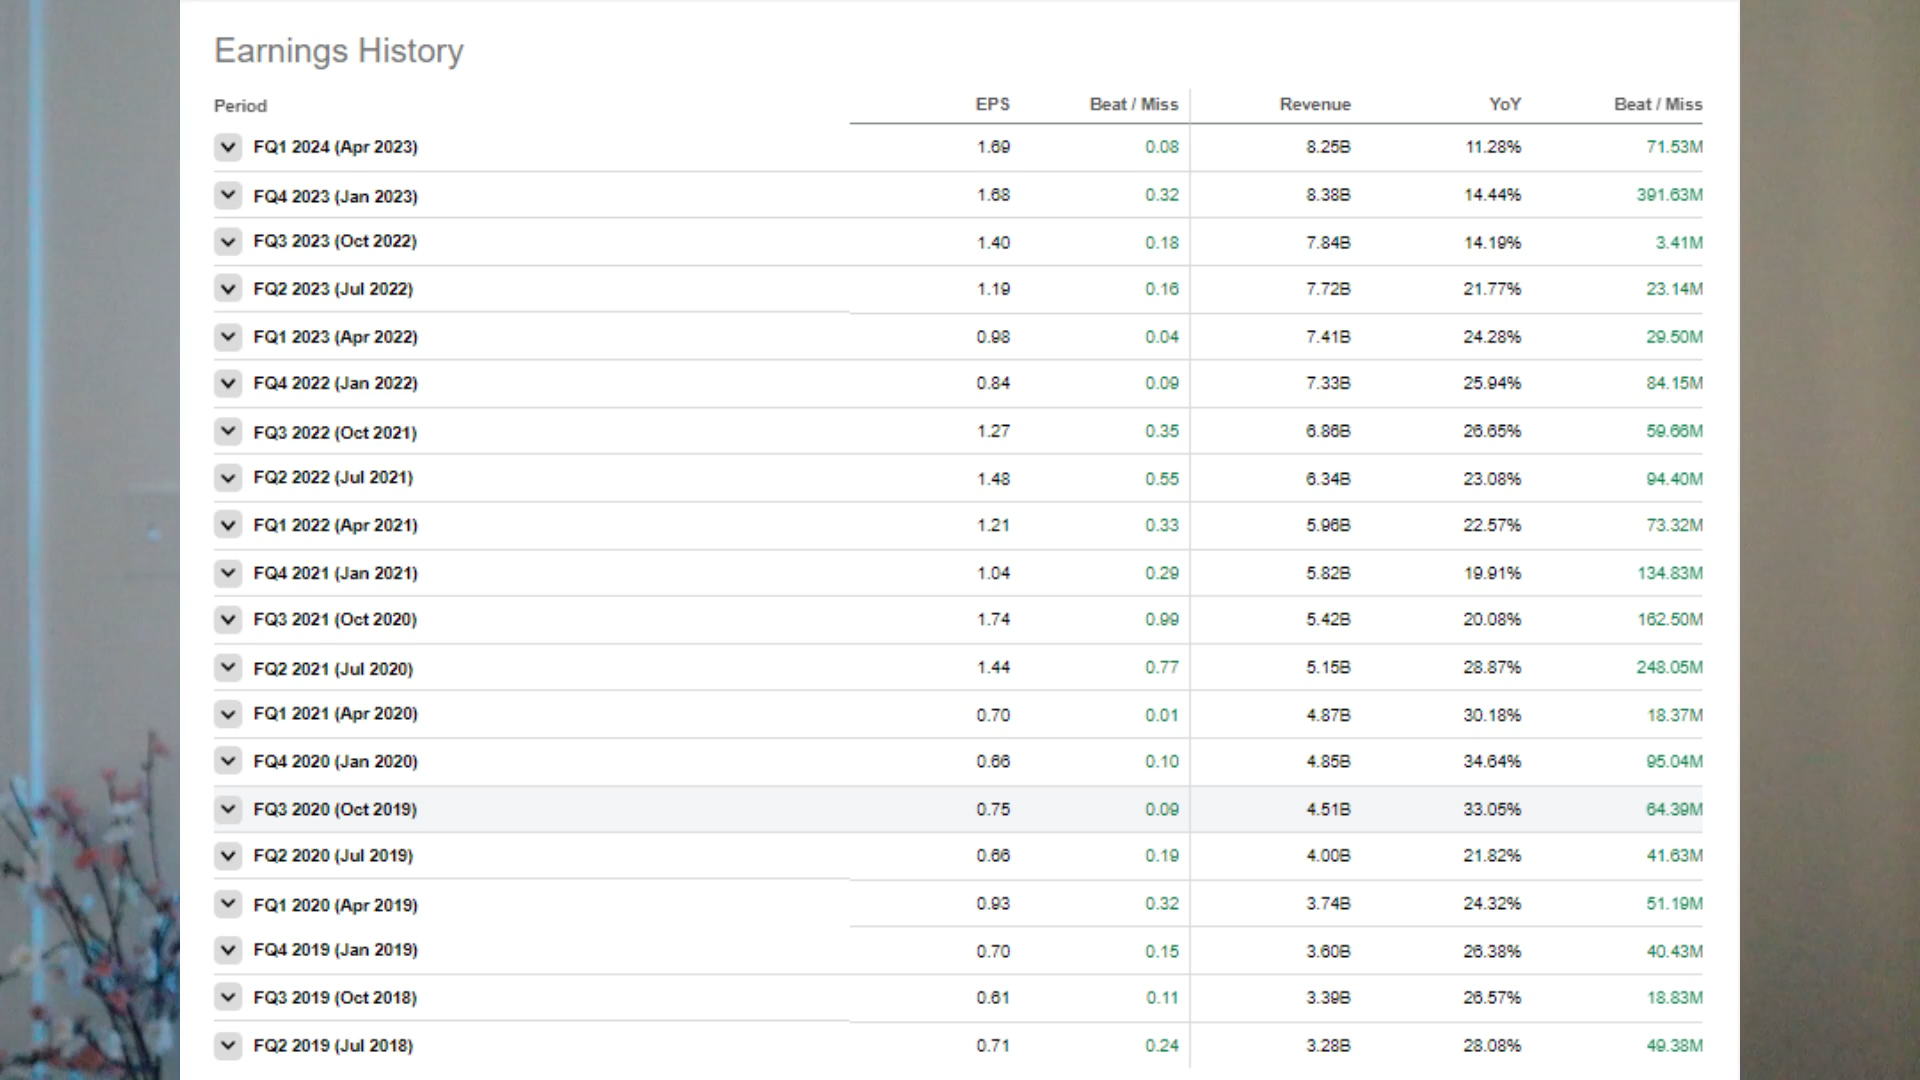 Earnings History
Period EPS Beat / Miss Revenue YoY Beat / Miss
FQ1 2024 (Apr 2023) 1.69 0.08 8.25B 11.28% 71.53M
FQ4 2023 (Jan 2023) 1.68 0.32 8.38B 14.44% 391.63M
FQ3 2023 (Oct 2022) 1.40 0.18 7.84B 14.19% 3.41M
FQ2 2023 (Jul 2022) 1.19 0.16 7.72B 21.77% 23.14M
FQ1 2023 (Apr 2022) 0.98 0.04 7.41B 24.28% 29.50M
FQ4 2022 (Jan 2022) 0.84 0.09 7.33B 25.94% 84.15M
FQ3 2022 (Oct 2021) 1.27 0.35 6.86B 26.65% 59.66M
FQ2 2022 (Jul 2021) 1.48 0.55 6.34B 23.08% 94.40M
FQ1 2022 (Apr 2021) 1.21 0.33 5.96B 22.57% 73.32M
FQ4 2021 (Jan 2021) 1.04 0.29 5.82B 19.91% 134.83M
FQ3 2021 (Oct 2020) 1.74 0.99 5.42B 20.08% 162.50M
FQ2 2021 (Jul 2020) 1.44 0.77 5.15B 28.87% 248.05M
FQ1 2021 (Apr 2020) 0.70 0.01 4.87B 30.18% 18.37M
FQ4 2020 (Jan 2020) 0.66 0.10 4.85B 34.64% 95.04M
FQ3 2020 (Oct 2019) 0.75 0.09 4.51B 33.05% 64.39M
FQ2 2020 (Jul 2019) 0.66 0.19 4.00B 21.82% 41.63M
FQ1 2020 (Apr 2019) 0.93 0.32 3.74B 24.32% 51.19M
FQ4 2019 (Jan 2019) 0.70 0.15 3.60B 26.38% 40.43M
FQ3 2019 (Oct 2018) 0.61 0.11 3.39B 26.57% 18.83M
FQ2 2019 (Jul 2018) 0.71 0.24 3.28B 28.08% 49.38M